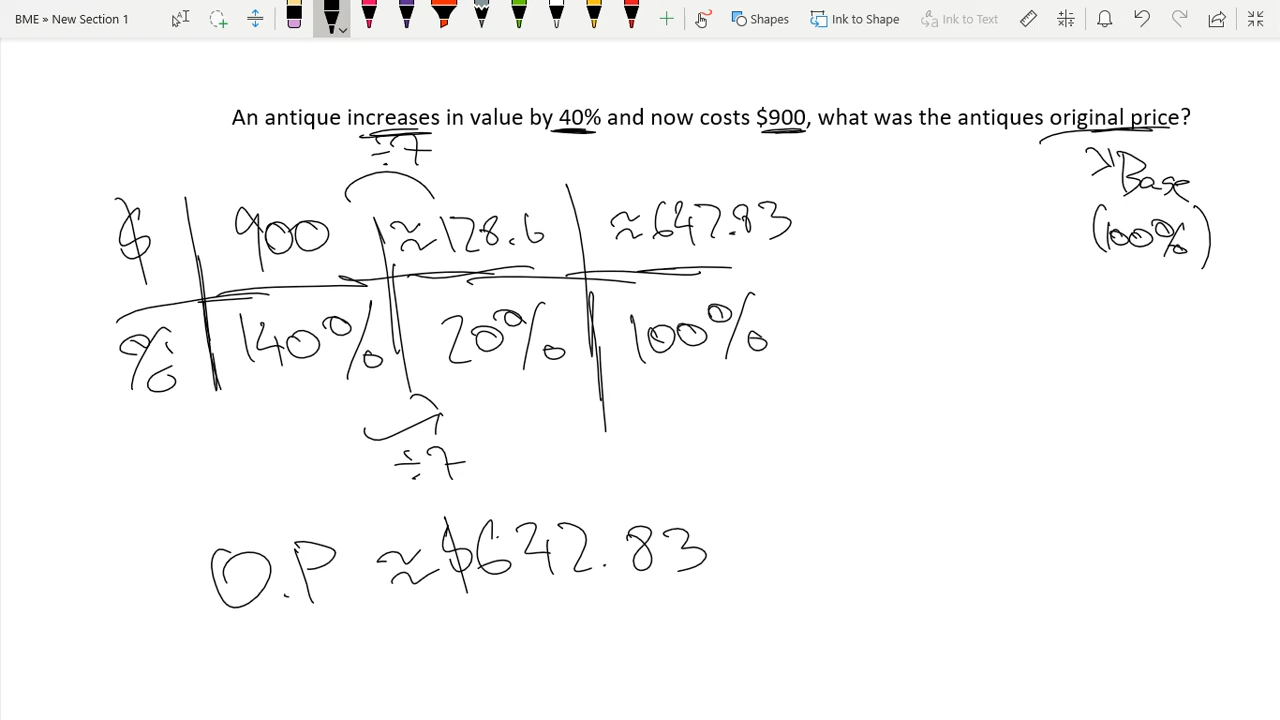 BME » New Section 1
Shapes
Ink to Shape
Ink to Text
An antique increases in value by 40% and now costs $900, what was the antiques original price?
÷7
Base
(100%)
$ 900 ≈128.6 ≈642.83
% 140% 20% 100%
÷7
O.P ≈$642.83